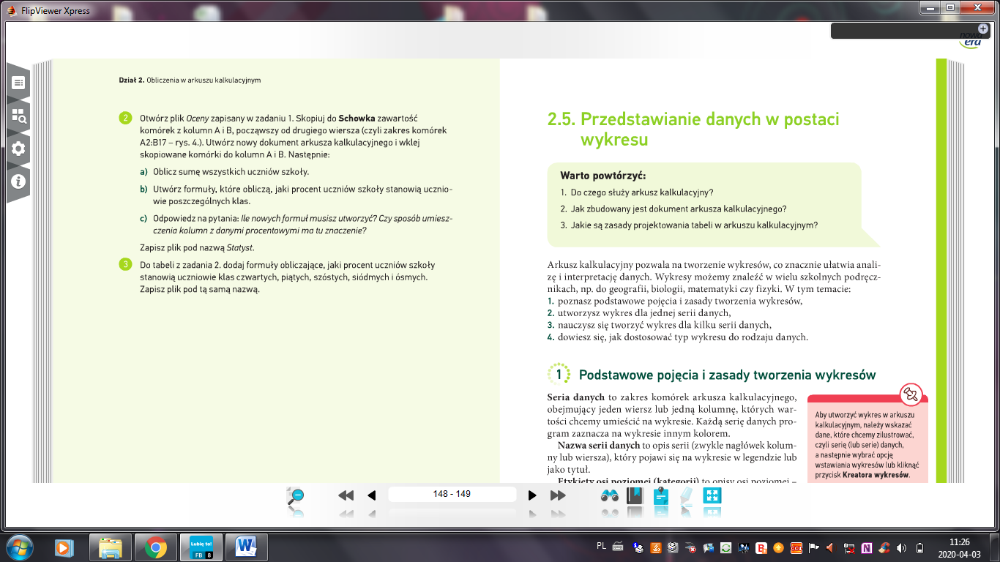 FlipViewer Xpress
nowa
era
Dział 2. Obliczenia w arkuszu kalkulacyjnym
2 Otwórz plik Oceny zapisany w zadaniu 1. Skopiuj do Schowka zawartość
komórek z kolumn A i B, począwszy od drugiego wiersza (czyli zakres komórek
A2:B17 – rys. 4.). Utwórz nowy dokument arkusza kalkulacyjnego i wklej
skopiowane komórki do kolumn A i B. Następnie:
a) Oblicz sumę wszystkich uczniów szkoły.
b) Utwórz formuły, które obliczą, jaki procent uczniów szkoły stanowią ucznio-
wie poszczególnych klas.
c) Odpowiedz na pytania: Ile nowych formuł musisz utworzyć? Czy sposób umiesz-
czenia kolumn z danymi procentowymi ma tu znaczenie?
Zapisz plik pod nazwą Statyst.
3 Do tabeli z zadania 2. dodaj formuły obliczające, jaki procent uczniów szkoły
stanowią uczniowie klas czwartych, piątych, szóstych, siódmych i ósmych.
Zapisz plik pod tą samą nazwą.
2.5. Przedstawianie danych w postaci
wykresu
Warto powtórzyć:
1. Do czego służy arkusz kalkulacyjny?
2. Jak zbudowany jest dokument arkusza kalkulacyjnego?
3. Jakie są zasady projektowania tabeli w arkuszu kalkulacyjnym?
Arkusz kalkulacyjny pozwala na tworzenie wykresów, co znacznie ułatwia anali-
zę i interpretację danych. Wykresy możemy znaleźć w wielu szkolnych podręcz-
nikach, np. do geografii, biologii, matematyki czy fizyki. W tym temacie:
1. poznasz podstawowe pojęcia i zasady tworzenia wykresów,
2. utworzysz wykres dla jednej serii danych,
3. nauczysz się tworzyć wykres dla kilku serii danych,
4. dowiesz się, jak dostosować typ wykresu do rodzaju danych.
1 Podstawowe pojęcia i zasady tworzenia wykresów
Seria danych to zakres komórek arkusza kalkulacyjnego,
obejmujący jeden wiersz lub jedną kolumnę, których war-
tości chcemy umieścić na wykresie. Każdą serię danych pro-
gram zaznacza na wykresie innym kolorem.
Nazwa serii danych to opis serii (zwykle nagłówek kolum-
ny lub wiersza), który pojawi się na wykresie w legendzie lub
jako tytuł.
Etykiety osi poziomej (kategorii) to opisy osi poziomej –
Aby utworzyć wykres w arkuszu
kalkulacyjnym, należy wskazać
dane, które chcemy zilustrować,
czyli serię (lub serie) danych,
a następnie wybrać opcję
wstawiania wykresów lub kliknąć
przycisk Kreatora wykresów.
148 - 149
Lubię to!
FB 8
PL
11:26
2020-04-03